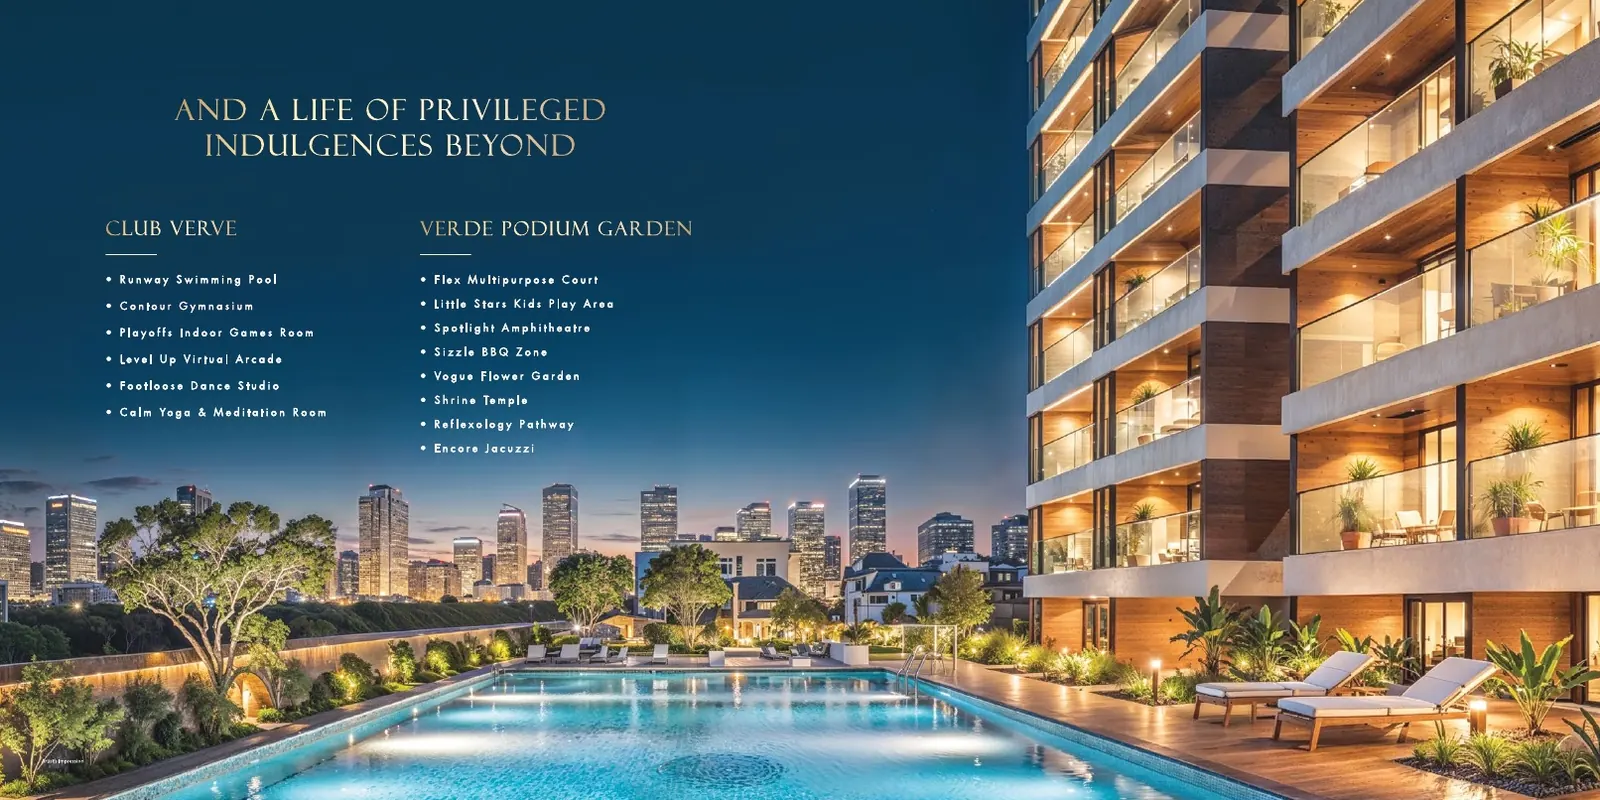 AND A LIFE OF PRIVILEGED
INDULGENCES BEYOND
CLUB VERVE
• Runway Swimming Pool
• Contour Gymnasium
• Playoffs Indoor Games Room
• Level Up Virtual Arcade
• Footloose Dance Studio
• Calm Yoga & Meditation Room
VERDE PODIUM GARDEN
• Flex Multipurpose Court
• Little Stars Kids Play Area
• Spotlight Amphitheatre
• Sizzle BBQ Zone
• Vogue Flower Garden
• Shrine Temple
• Reflexology Pathway
• Encore Jacuzzi
Impression